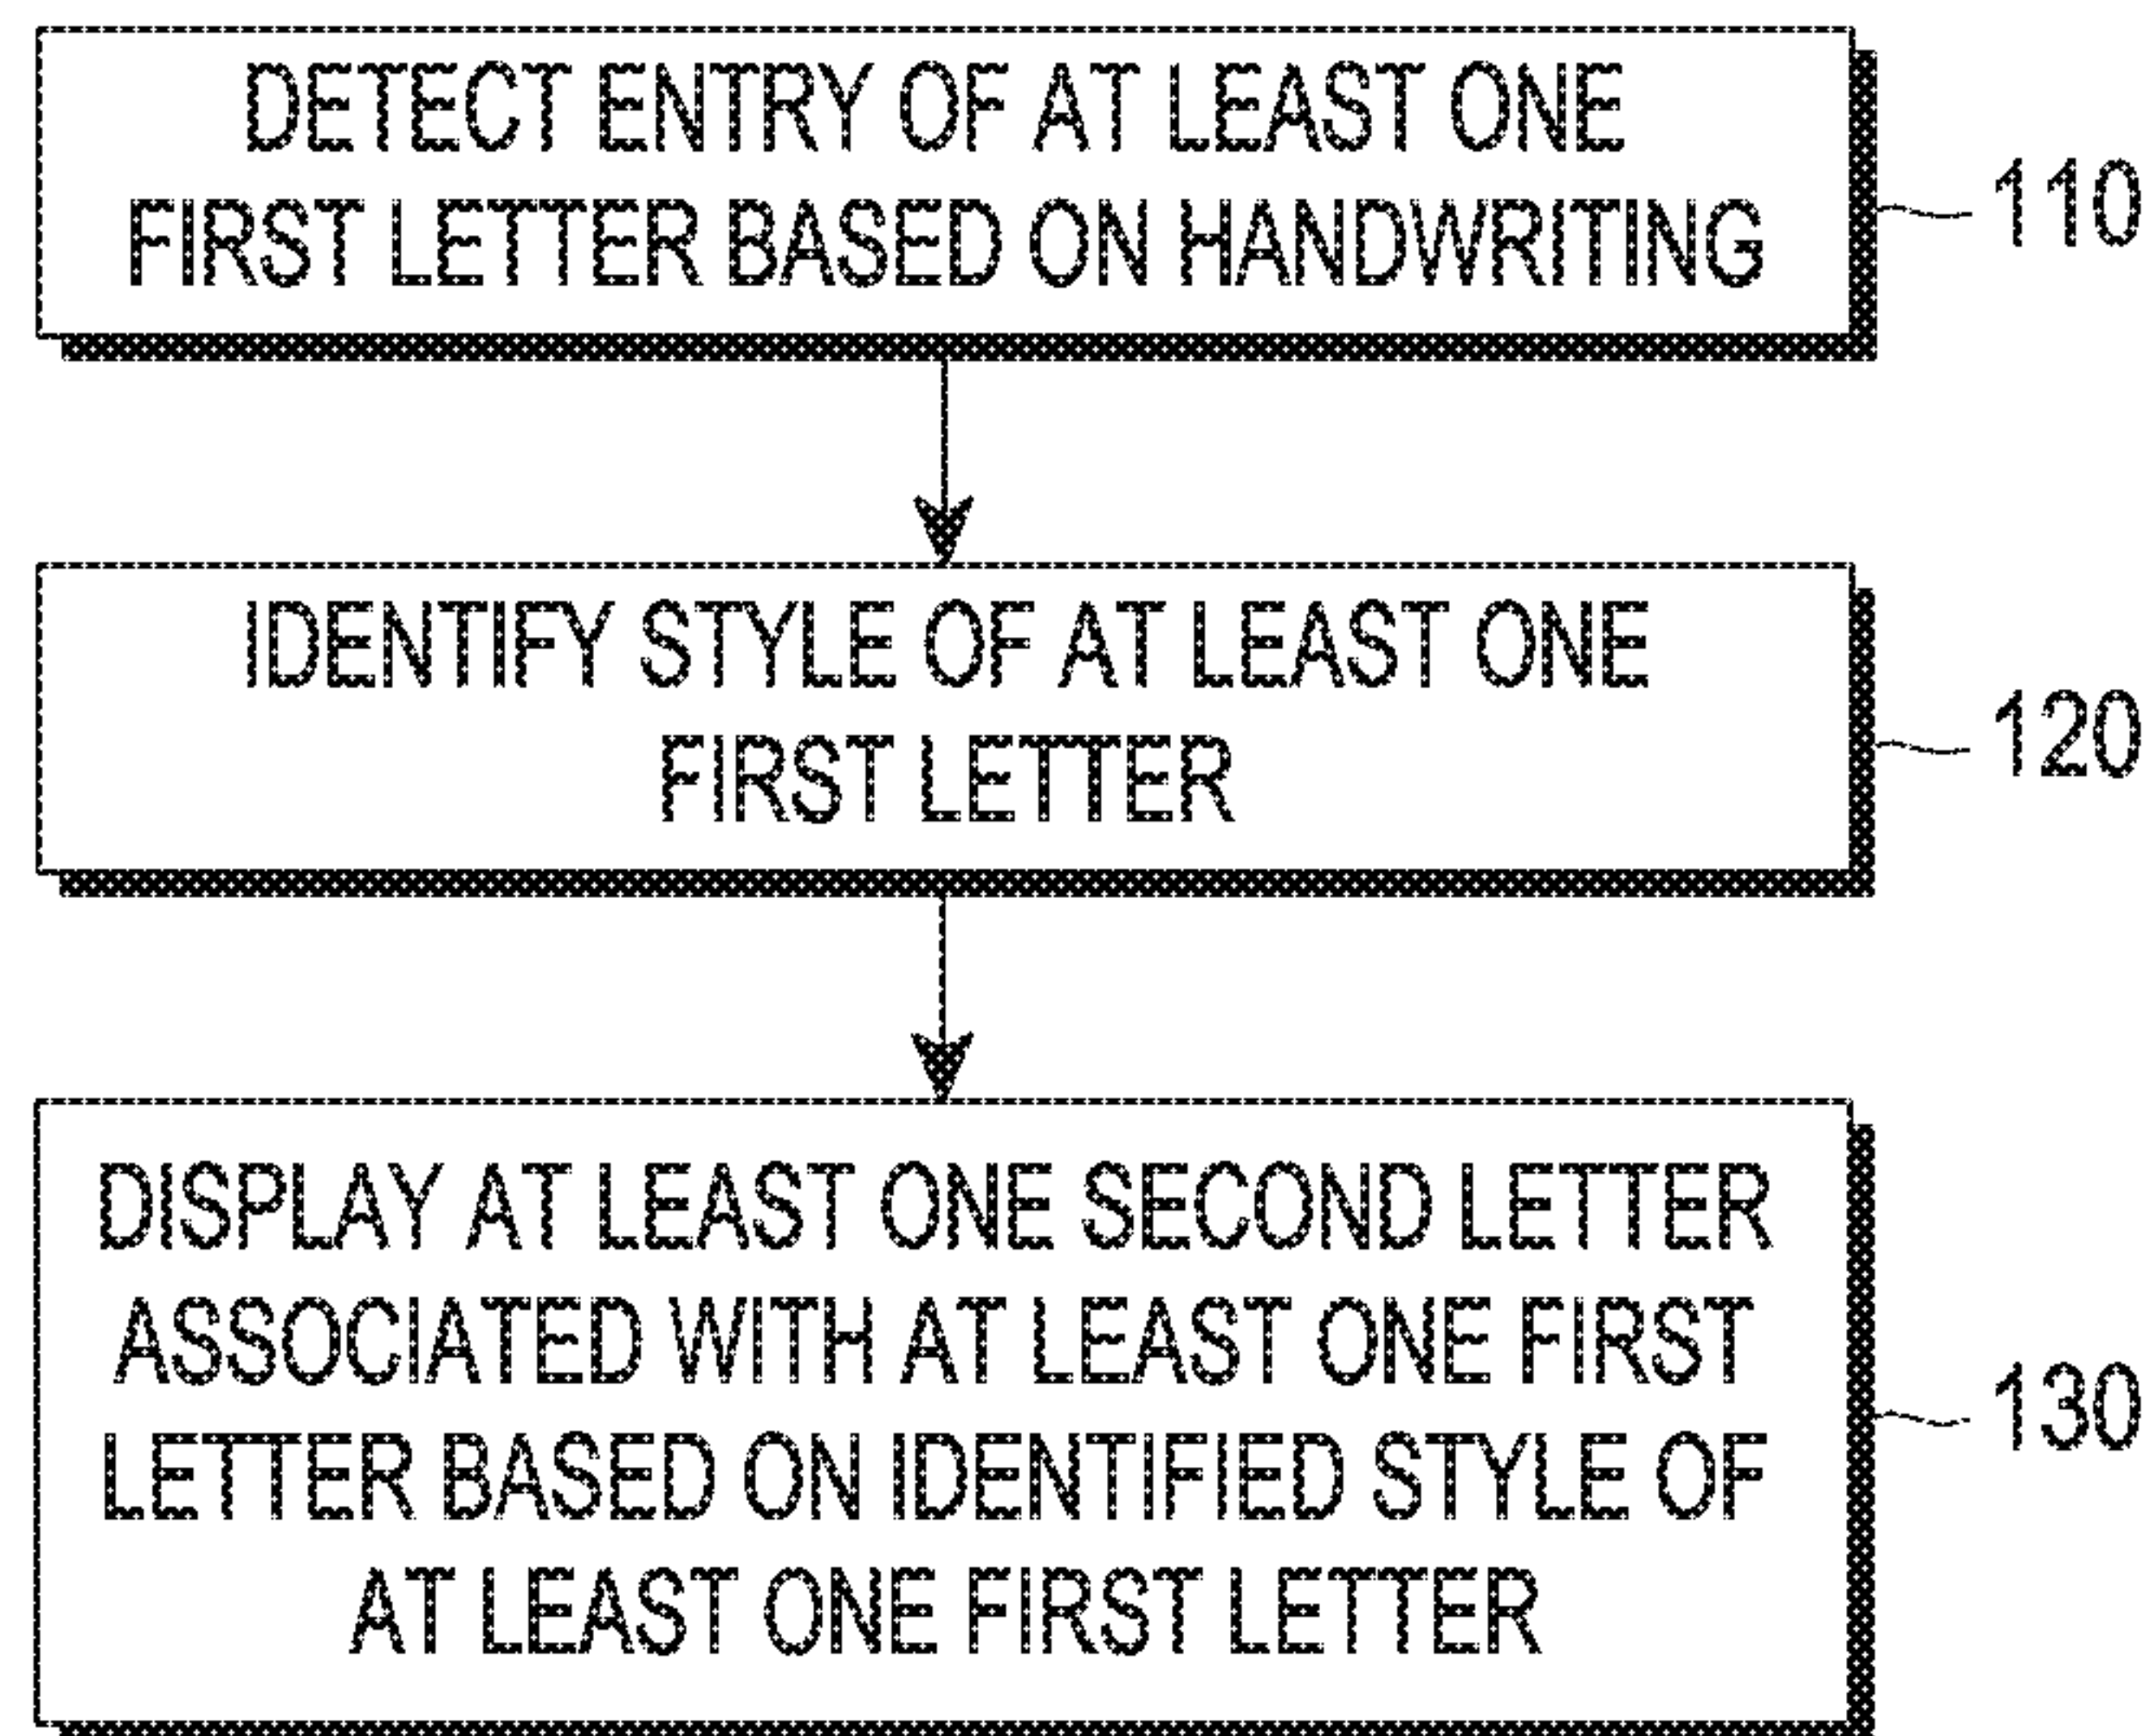 DETECT ENTRY OF AT LEAST ONE
FIRST LETTER BASED ON HANDWRITING
110
IDENTIFY STYLE OF AT LEAST ONE
FIRST LETTER
120
DISPLAY AT LEAST ONE SECOND LETTER
ASSOCIATED WITH AT LEAST ONE FIRST
LETTER BASED ON IDENTIFIED STYLE OF
AT LEAST ONE FIRST LETTER
130